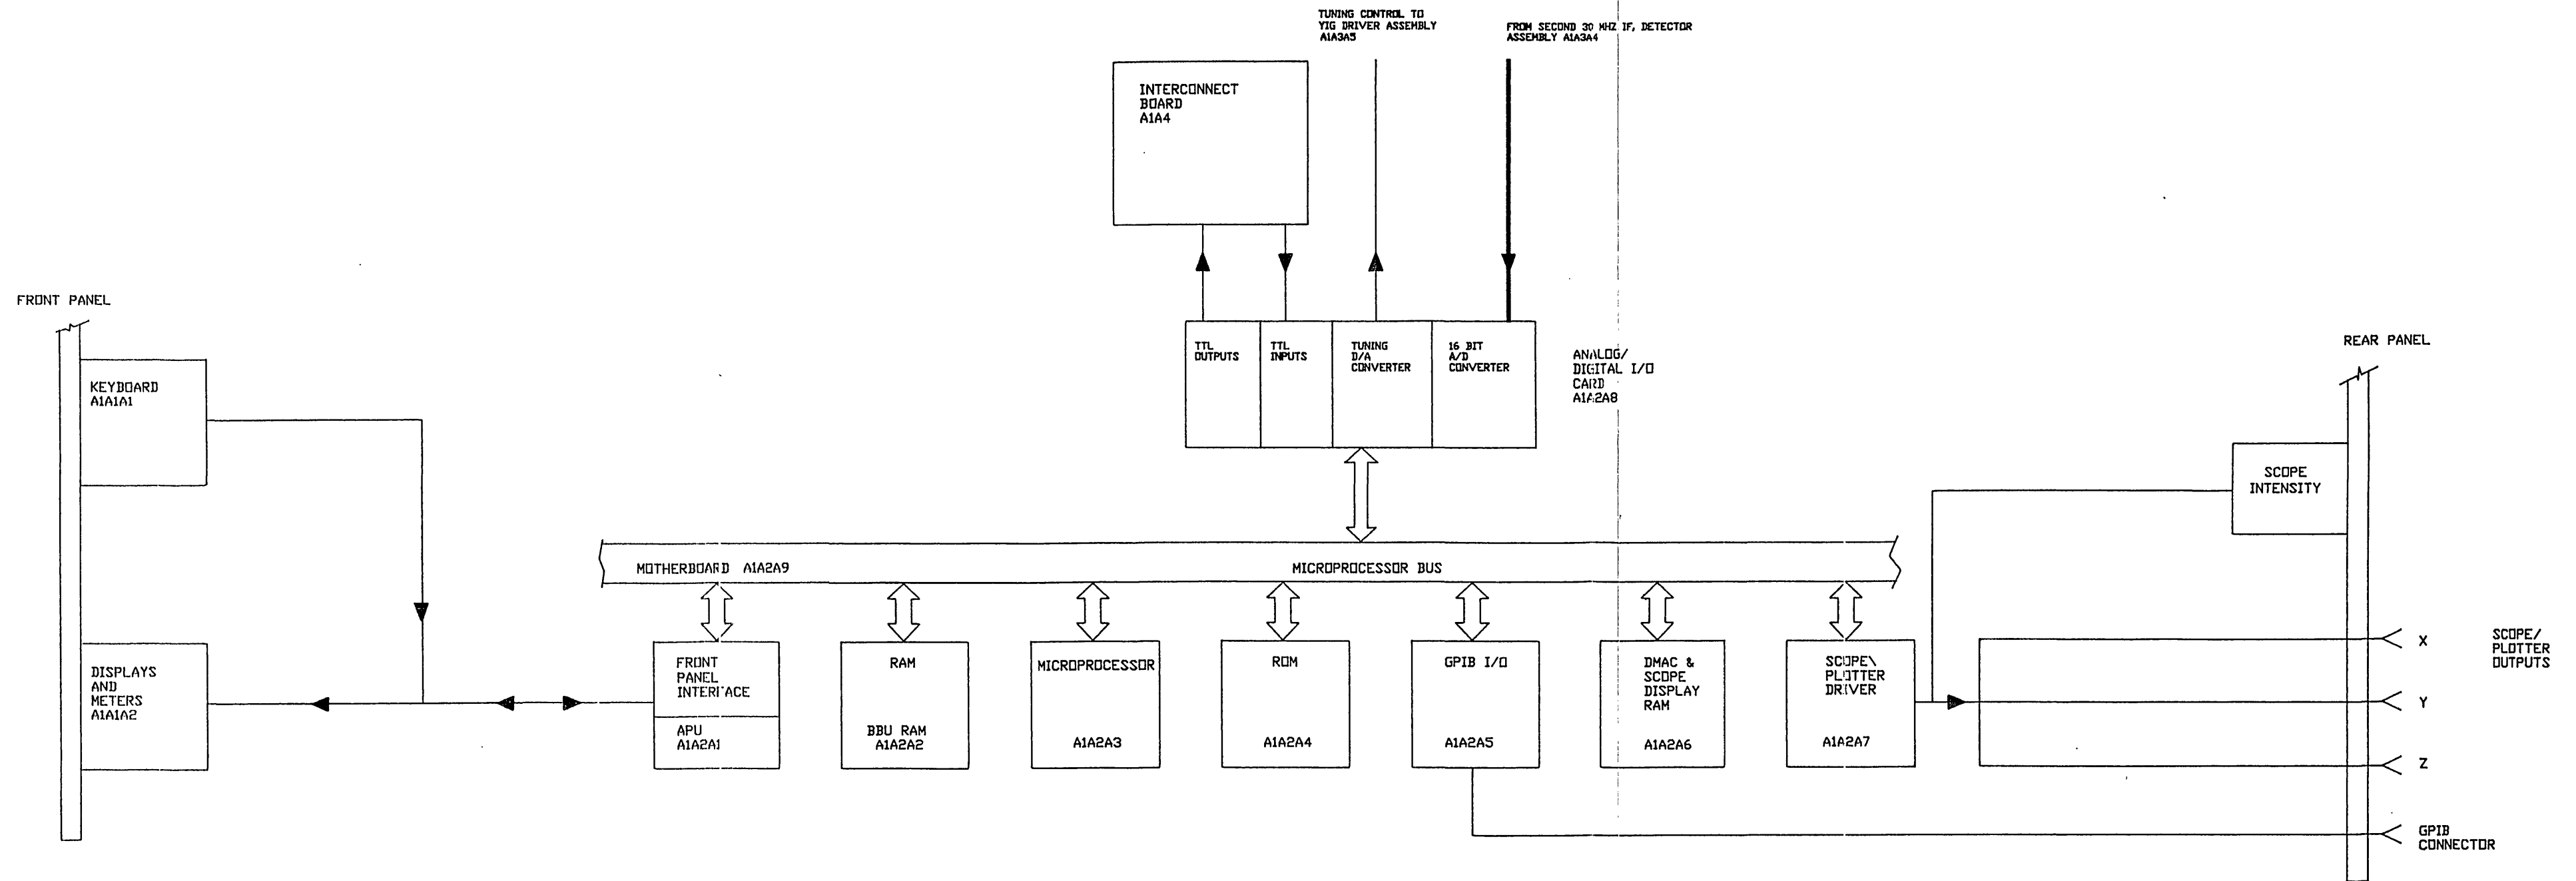 TUNING CONTROL TO
YIG DRIVER ASSEMBLY
A1A3A5
FROM SECOND 30 MHZ IF, DETECTOR
ASSEMBLY A1A3A4
INTERCONNECT
BOARD
A1A4
FRONT PANEL
KEYBOARD
A1A1A1
DISPLAYS
AND
METERS
A1A1A2
TTL
OUTPUTS
TTL
INPUTS
TUNING
D/A
CONVERTER
16 BIT
A/D
CONVERTER
ANALOG/
DIGITAL I/O
CARD
A1A2A8
REAR PANEL
SCOPE
INTENSITY
MOTHERBOARD A1A2A9
MICROPROCESSOR BUS
FRONT
PANEL
INTERFACE
APU
A1A2A1
RAM
BBU RAM
A1A2A2
MICROPROCESSOR
A1A2A3
ROM
A1A2A4
GPIB I/O
A1A2A5
DMAC &
SCOPE
DISPLAY
RAM
A1A2A6
SCOPE\
PLOTTER
DRIVER
A1A2A7
X
Y
Z
SCOPE/
PLOTTER
OUTPUTS
GPIB
CONNECTOR